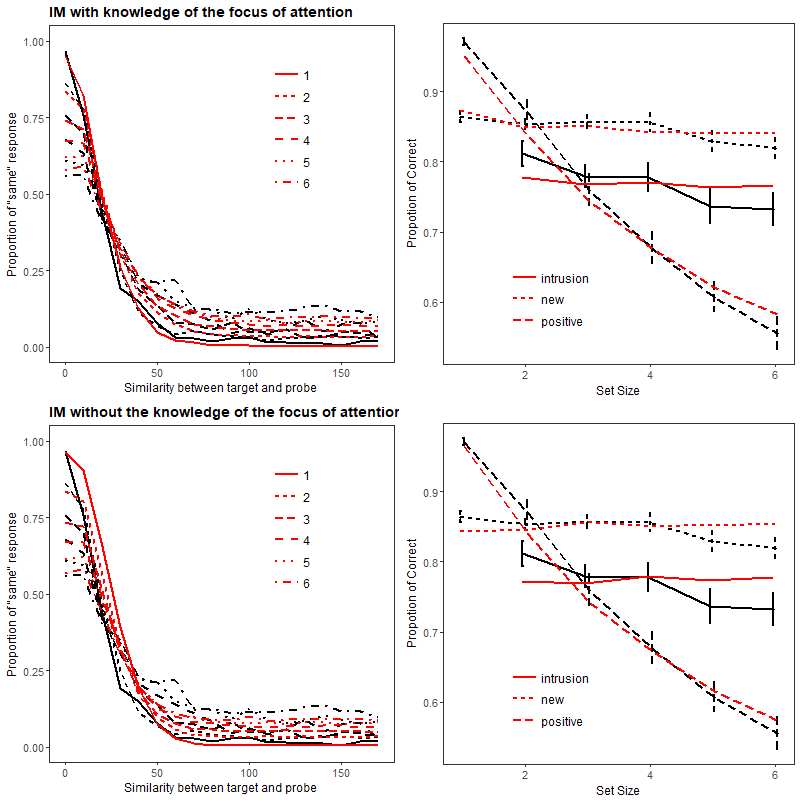 IM with knowledge of the focus of attention
1.00
0.75
0.50
0.25
0.00
Proportion of "same" response
0
50
100
150
Similarity between target and probe
1
2
3
4
5
6
0.9
0.8
0.7
0.6
Propotion of Correct
2
4
6
Set Size
intrusion
new
positive
IM without the knowledge of the focus of attention
1.00
0.75
0.50
0.25
0.00
Proportion of "same" response
0
50
100
150
Similarity between target and probe
1
2
3
4
5
6
0.9
0.8
0.7
0.6
Propotion of Correct
2
4
6
Set Size
intrusion
new
positive